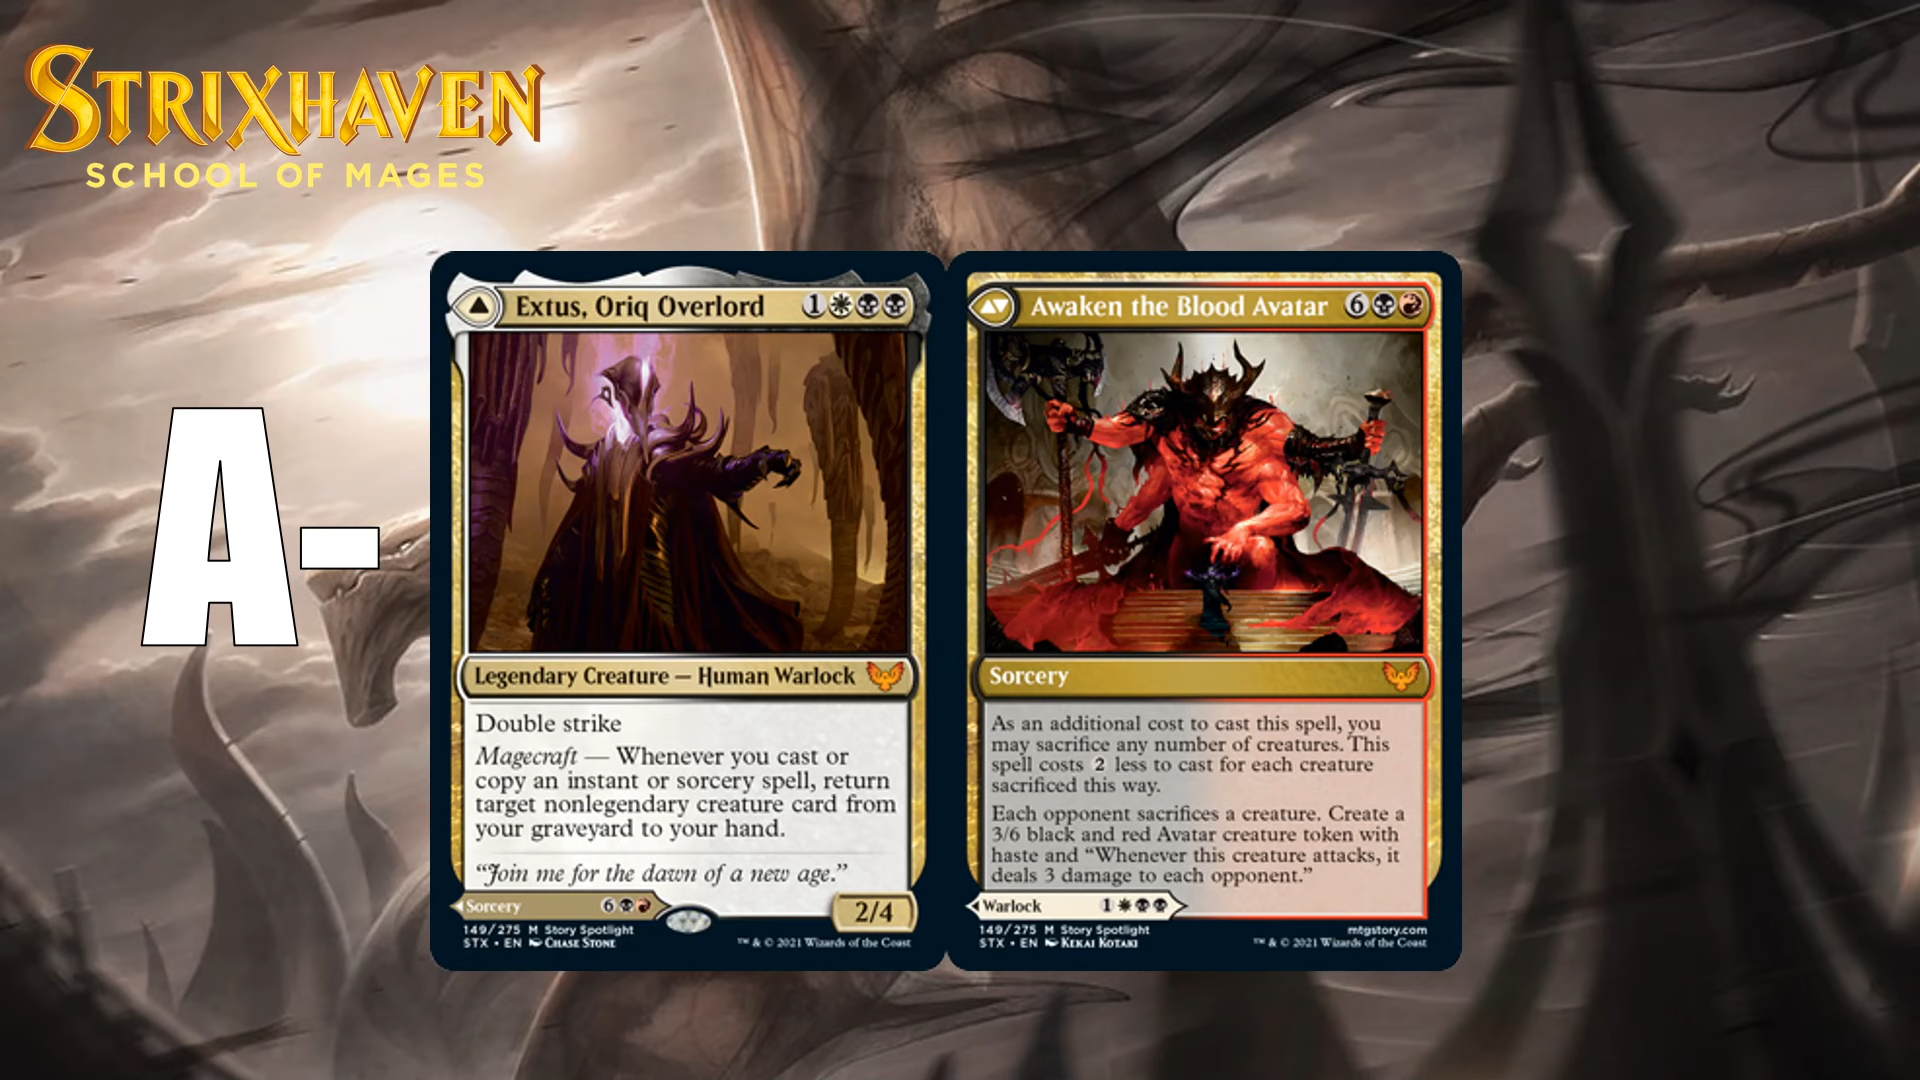 STRIXHAVEN
SCHOOL OF MAGES
A-
Extus, Oriq Overlord 1
Legendary Creature — Human Warlock
Double strike
Magecraft — Whenever you cast or
copy an instant or sorcery spell, return
target nonlegendary creature card from
your graveyard to your hand.
“Join me for the dawn of a new age.”
Sorcery 6
2/4
149/275 M Story Spotlight
STX • EN CHASE STONE
™ & © 2021 Wizards of the Coast
Awaken the Blood Avatar 6
Sorcery
As an additional cost to cast this spell, you
may sacrifice any number of creatures. This
spell costs 2 less to cast for each creature
sacrificed this way.
Each opponent sacrifices a creature. Create a
3/6 black and red Avatar creature token with
haste and “Whenever this creature attacks, it
deals 3 damage to each opponent.”
Warlock 1
149/275 M Story Spotlight
STX • EN KEKAI KOTAKI
mtgstory.com
™ & © 2021 Wizards of the Coast